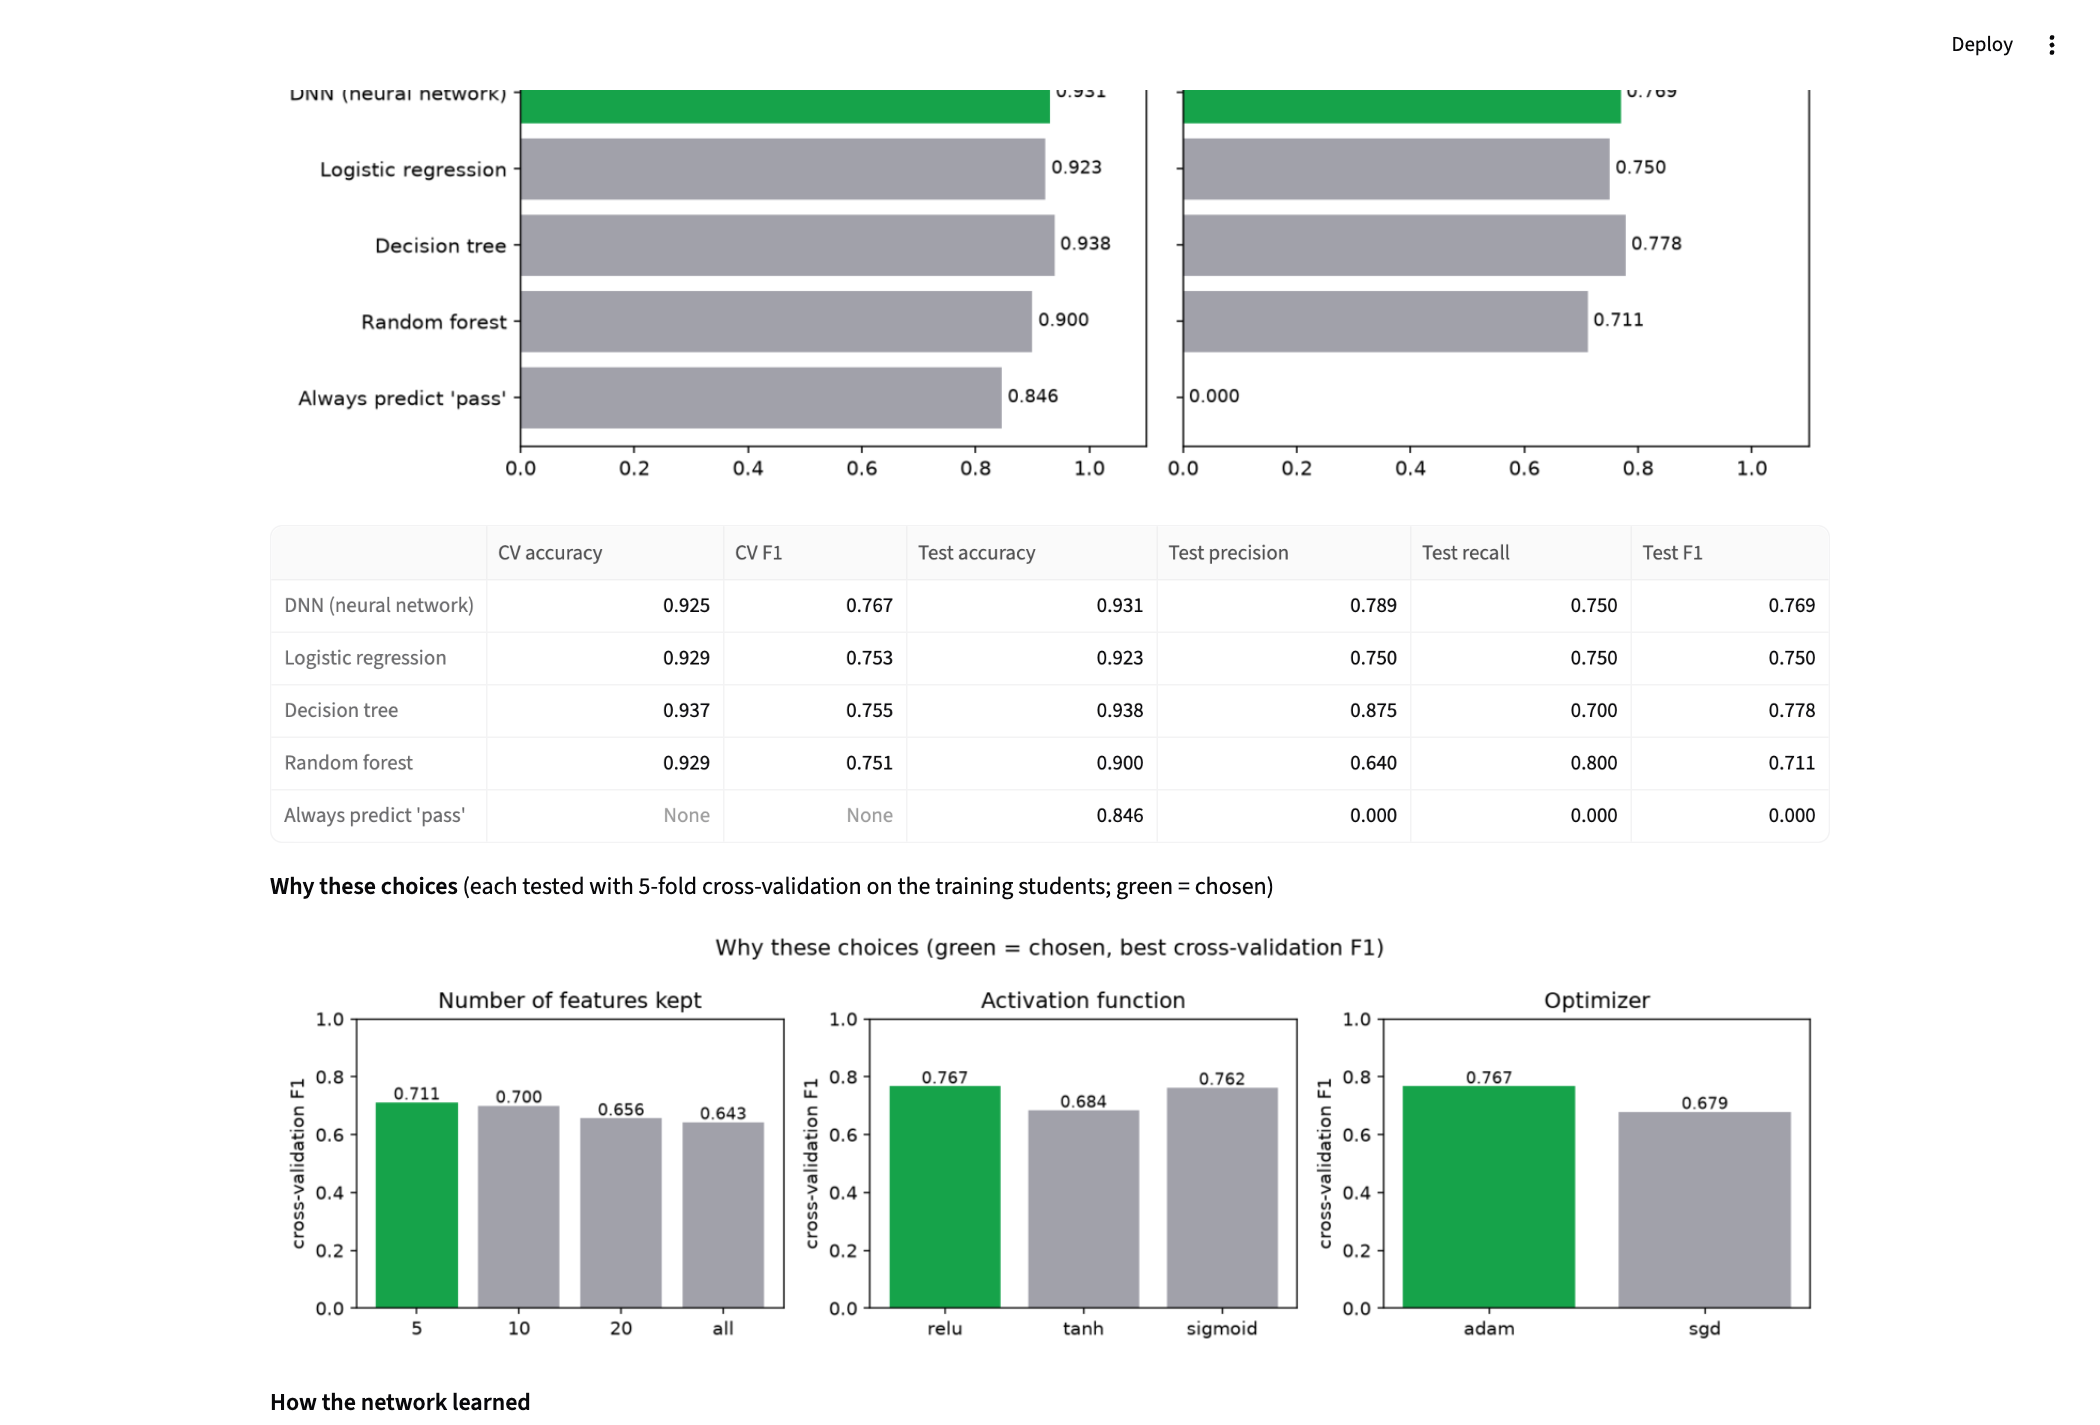 Deploy
DNN (neural network) 0.931 0.769
Logistic regression 0.923 0.750
Decision tree 0.938 0.778
Random forest 0.900 0.711
Always predict 'pass' 0.846 0.000
0.0 0.2 0.4 0.6 0.8 1.0 0.0 0.2 0.4 0.6 0.8 1.0
CV accuracy CV F1 Test accuracy Test precision Test recall Test F1
DNN (neural network) 0.925 0.767 0.931 0.789 0.750 0.769
Logistic regression 0.929 0.753 0.923 0.750 0.750 0.750
Decision tree 0.937 0.755 0.938 0.875 0.700 0.778
Random forest 0.929 0.751 0.900 0.640 0.800 0.711
Always predict 'pass' None None 0.846 0.000 0.000 0.000
Why these choices (each tested with 5-fold cross-validation on the training students; green = chosen)
Why these choices (green = chosen, best cross-validation F1)
Number of features kept
cross-validation F1
1.0
0.8
0.6
0.4
0.2
0.0
0.711 0.700 0.656 0.643
5 10 20 all
Activation function
cross-validation F1
1.0
0.8
0.6
0.4
0.2
0.0
0.767 0.684 0.762
relu tanh sigmoid
Optimizer
cross-validation F1
1.0
0.8
0.6
0.4
0.2
0.0
0.767 0.679
adam sgd
How the network learned